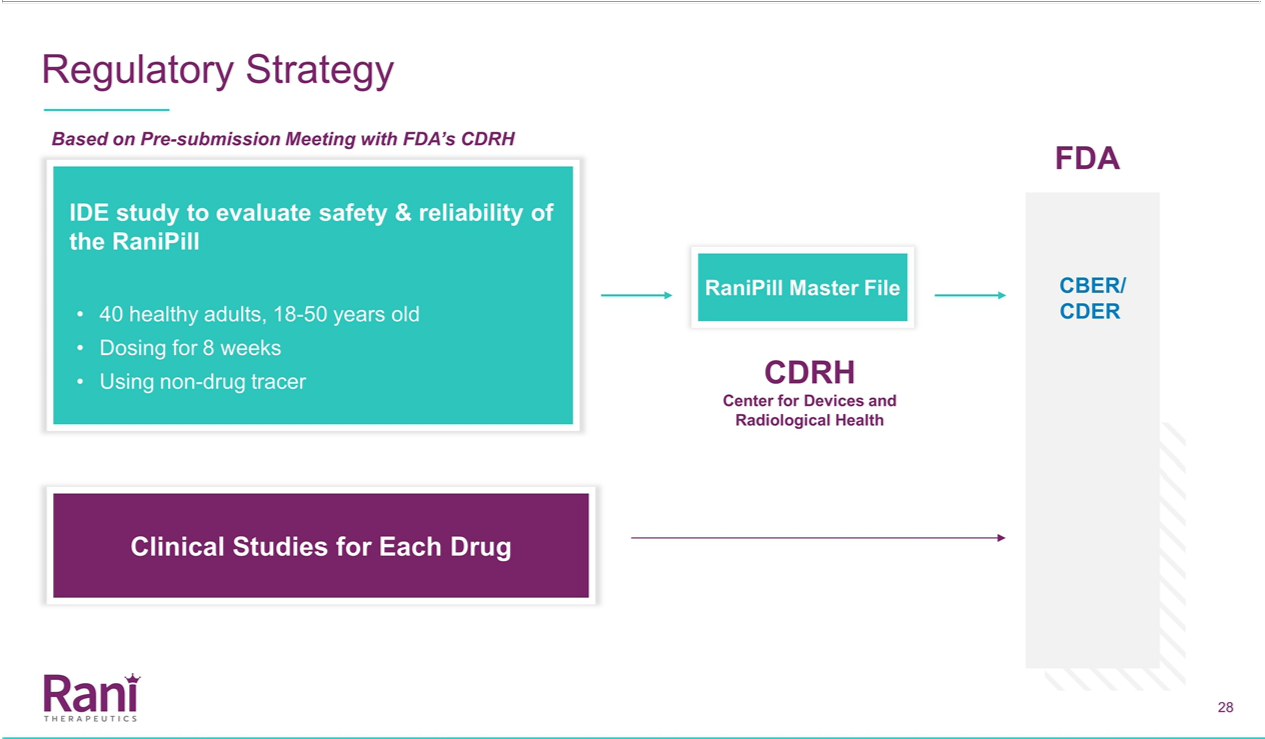 Regulatory Strategy
Based on Pre-submission Meeting with FDA’s CDRH
IDE study to evaluate safety & reliability of
the RaniPill
• 40 healthy adults, 18-50 years old
• Dosing for 8 weeks
• Using non-drug tracer
RaniPill Master File
CDRH
Center for Devices and
Radiological Health
FDA
CBER/
CDER
Clinical Studies for Each Drug
Rani
THERAPEUTICS
28